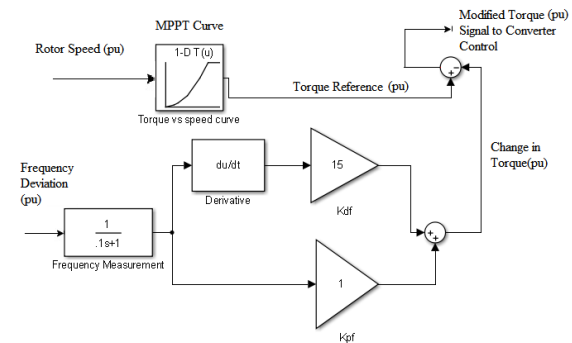 MPPT Curve
Modified Torque (pu)
Signal to Converter
Control
Rotor Speed (pu)
1-D T(u)
Torque Reference (pu)
Torque vs speed curve
Change in
Torque(pu)
Frequency
Deviation
(pu)
du/dt
Derivative
15
Kdf
1
.1s+1
Frequency Measurement
1
Kpf